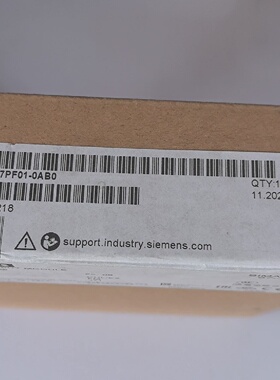 7PF01-0AB0
QTY:1
11.202
218
support.industry.siemens.com